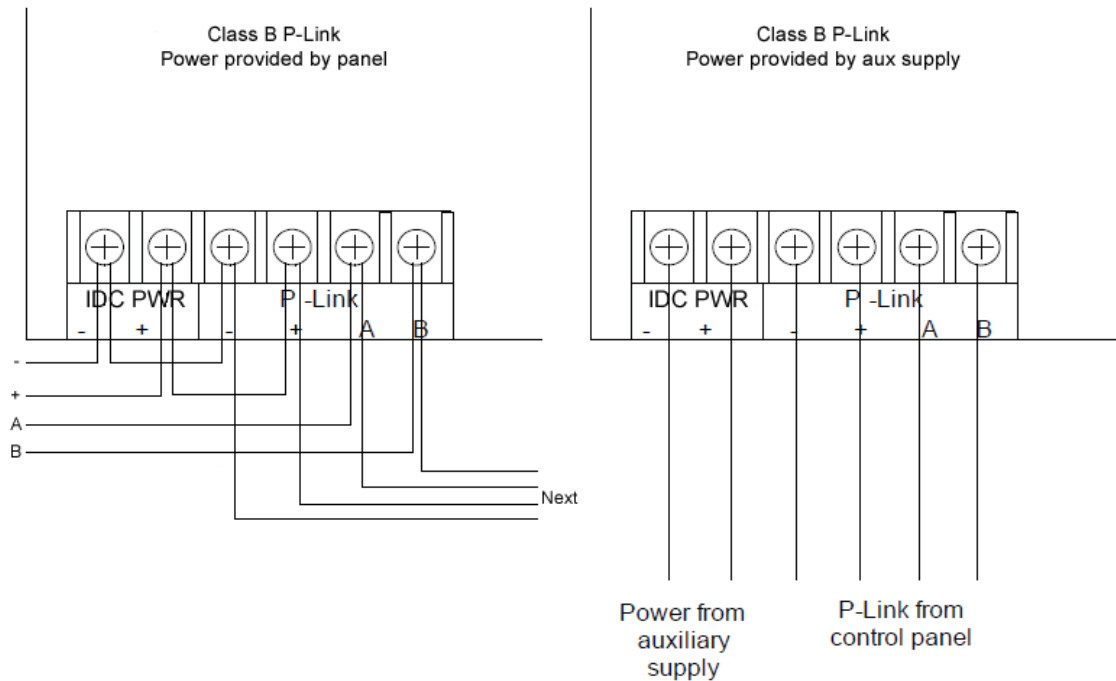 Class B P-Link
Power provided by panel
IDC PWR
P -Link
- + - + A B
-
+
A
B
Next
Class B P-Link
Power provided by aux supply
IDC PWR
P -Link
- + - + A B
Power from
auxiliary
supply
P-Link from
control panel